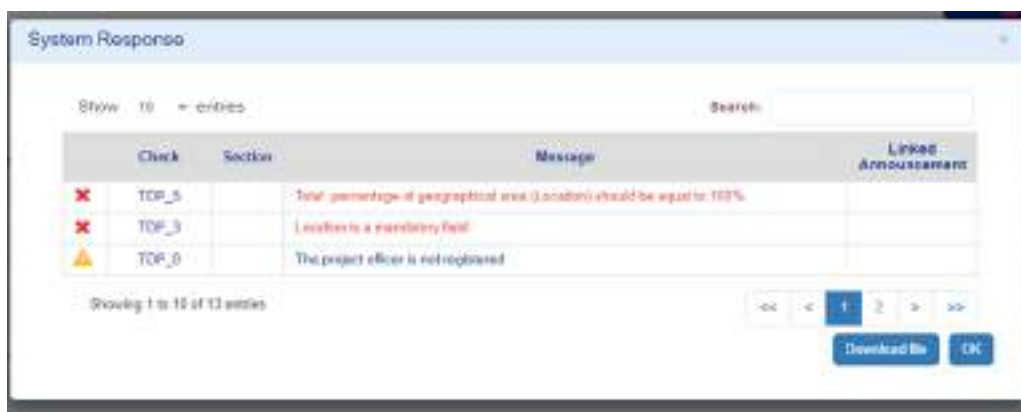 System Response
Show 10 entries
Search:
Check Section Message Linked Announcement
TOP_5 Total percentage of geographical area (Location) should be equal to 100%
TOP_3 Location is a mandatory field
The project officer is not registered
Showing 1 to 10 of 13 entries
<< < 1 2 > >>
Download file OK